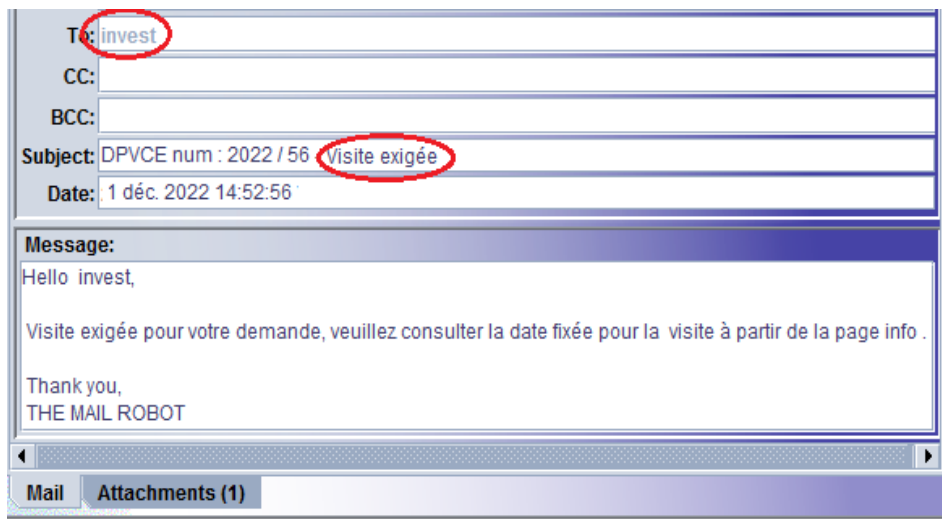 To: invest
CC:
BCC:
Subject: DPVCE num : 2022 / 56 Visite exigée
Date: 1 déc. 2022 14:52:56
Message:
Hello invest,
Visite exigée pour votre demande, veuillez consulter la date fixée pour la visite à partir de la page info .
Thank you,
THE MAIL ROBOT
Mail Attachments (1)